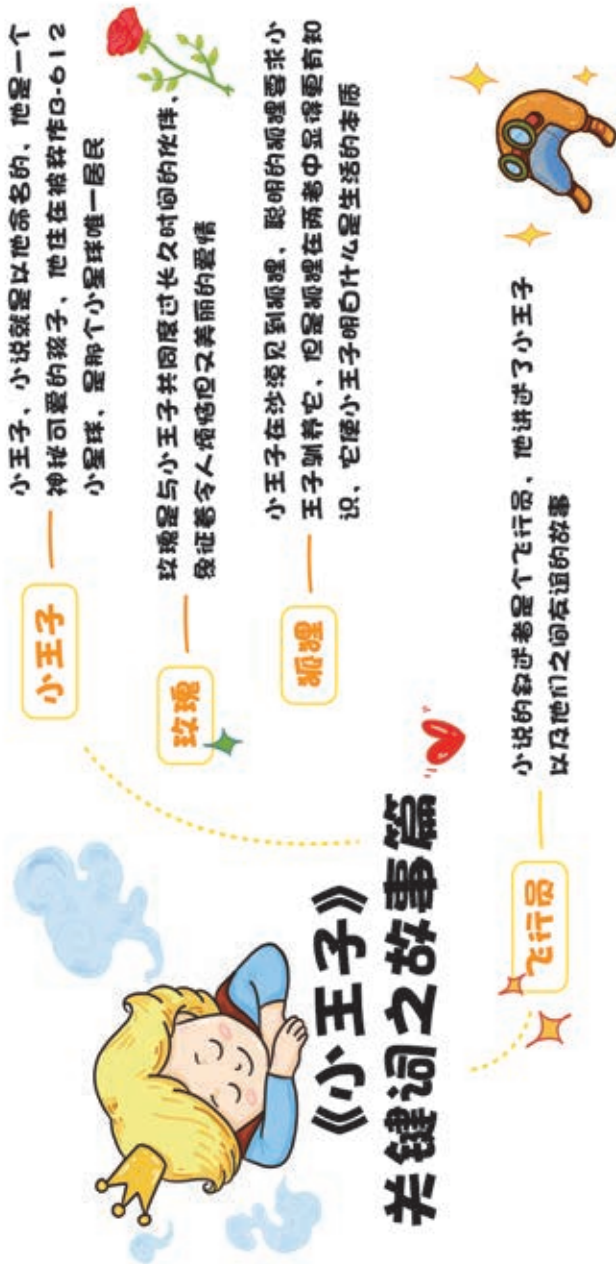 《小王子》
关键词之故事篇
小王子
小王子，小说就是以他命名的，他是一个
神秘可爱的孩子，他住在被称作B-612
小星球，是那个小星球唯一居民
玫瑰
玫瑰是与小王子共同度过长久时间的伙伴，
象征着令人烦恼但又美丽的爱情
狐狸
小王子在沙漠见到狐狸，聪明的狐狸要求小
王子驯养它，但是狐狸在两者中显得更有知
识，它使小王子明白什么是生活的本质
飞行员
小说的叙述者是个飞行员，他讲述了小王子
以及他们之间友谊的故事